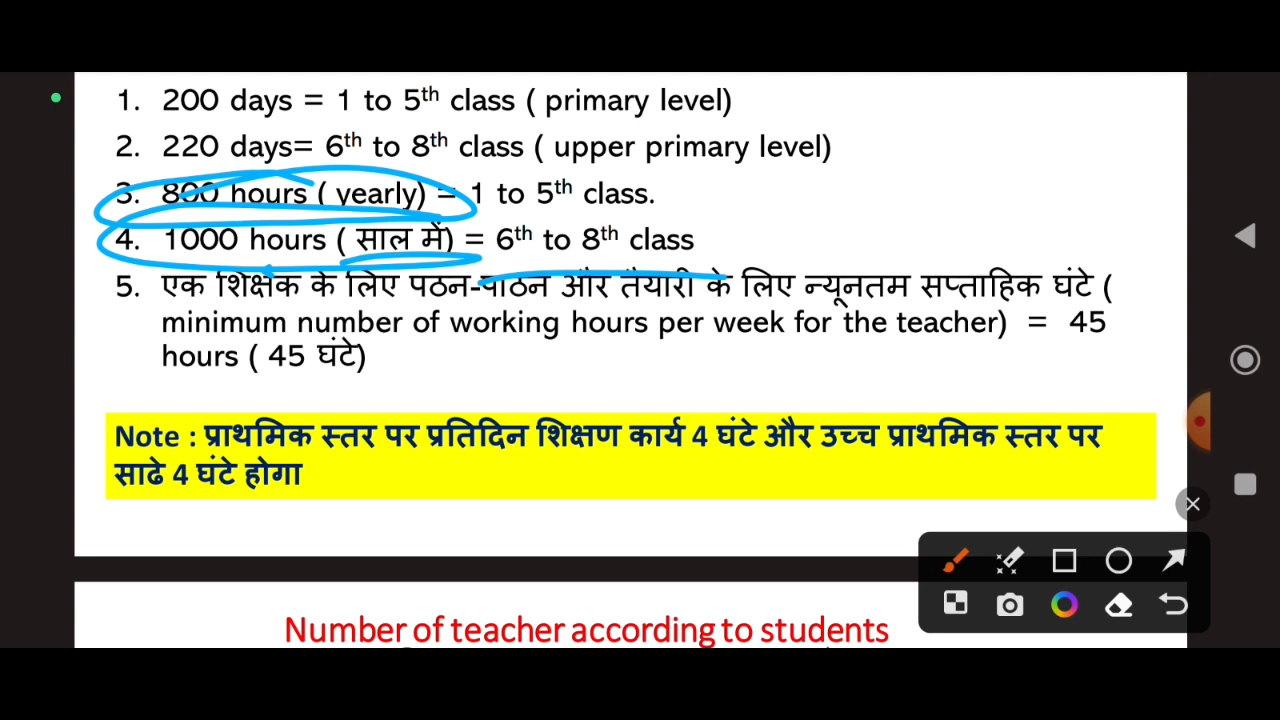 1. 200 days = 1 to 5th class ( primary level)
2. 220 days= 6th to 8th class ( upper primary level)
3. 800 hours ( yearly) = 1 to 5th class.
4. 1000 hours ( साल में) = 6th to 8th class
5. एक शिक्षक के लिए पठन-पाठन और तैयारी के लिए न्यूनतम सप्ताहिक घंटे (
minimum number of working hours per week for the teacher) = 45
hours ( 45 घंटे)
Note : प्राथमिक स्तर पर प्रतिदिन शिक्षण कार्य 4 घंटे और उच्च प्राथमिक स्तर पर
साढे 4 घंटे होगा
Number of teacher according to students